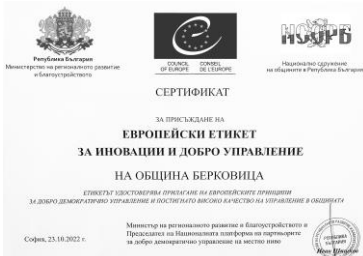 Република България
Министерство на регионалното развитие
и благоустройството
COUNCIL OF EUROPE
CONSEIL DE L'EUROPE
НСОРБ
Национално сдружение
на общините в Република България
СЕРТИФИКАТ
ЗА ПРИСЪЖДАНЕ НА
ЕВРОПЕЙСКИ ЕТИКЕТ
ЗА ИНОВАЦИИ И ДОБРО УПРАВЛЕНИЕ
НА ОБЩИНА БЕРКОВИЦА
ЕТИКЕТЪТ УДОСТОВЕРЯВА ПРИЛАГАНЕ НА ЕВРОПЕЙСКИТЕ ПРИНЦИПИ
ЗА ДОБРО ДЕМОКРАТИЧНО УПРАВЛЕНИЕ И ПОСТИГНАТО ВИСОКО КАЧЕСТВО НА УПРАВЛЕНИЕ В ОБЩИНАТА
Министър на регионалното развитие и благоустройството и
Председател на Националната платформа на партньорите
за добро демократично управление на местно ниво
София, 23.10.2022 г.